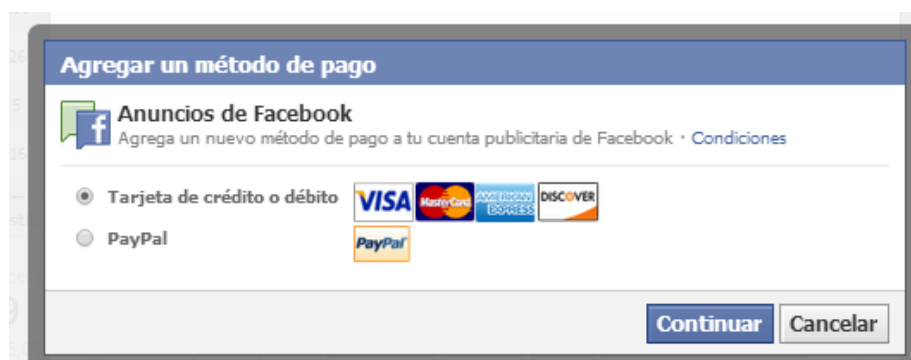 Agregar un método de pago
Anuncios de Facebook
Agrega un nuevo método de pago a tu cuenta publicitaria de Facebook · Condiciones
Tarjeta de crédito o débito VISA MasterCard AMERICAN EXPRESS DISCOVER
PayPal PayPal
Continuar Cancelar